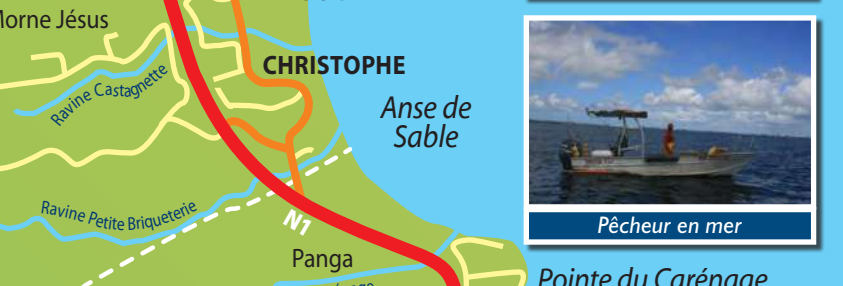 Morne Jésus
CHRISTOPHE
Ravine Castagnette
Anse de
Sable
Ravine Petite Briqueterie
N1
Pêcheur en mer
Panga
Pointe du Carénage